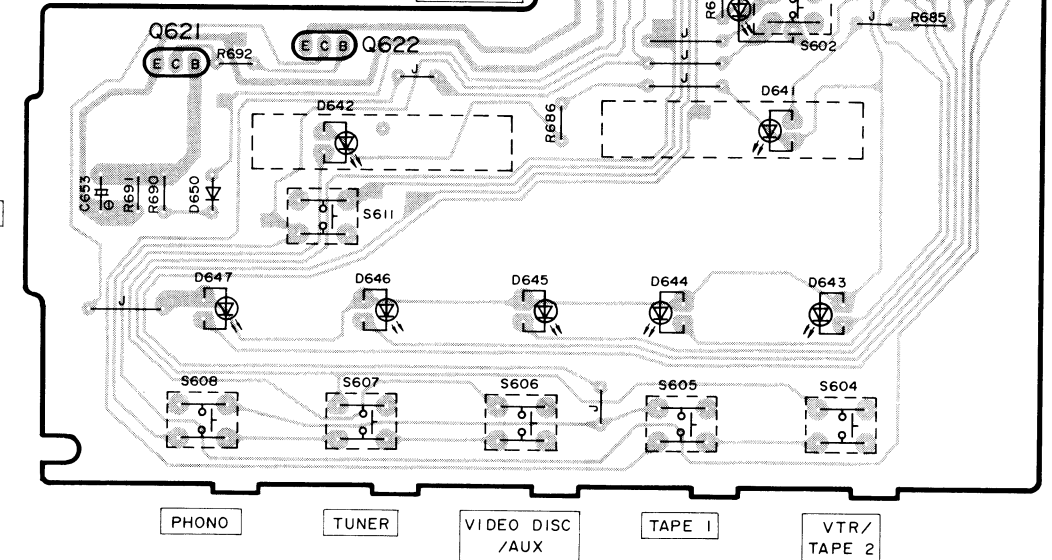 J
R685
S602
Q621
E C B
R692
E C B
Q622
J
J
J
J
D642
R686
D641
C653
R691
R690
D650
S611
D647
D646
D645
D644
D643
J
S608
S607
S606
S605
S604
J
PHONO
TUNER
VIDEO DISC
/AUX
TAPE 1
VTR/
TAPE 2